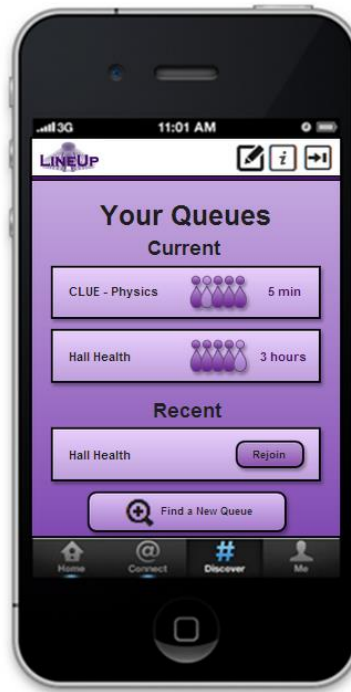 3G 11:01 AM
LINEUP
i
Your Queues
Current
CLUE - Physics 5 min
Hall Health 3 hours
Recent
Hall Health Rejoin
Find a New Queue
@ #
Home Connect Discover Me